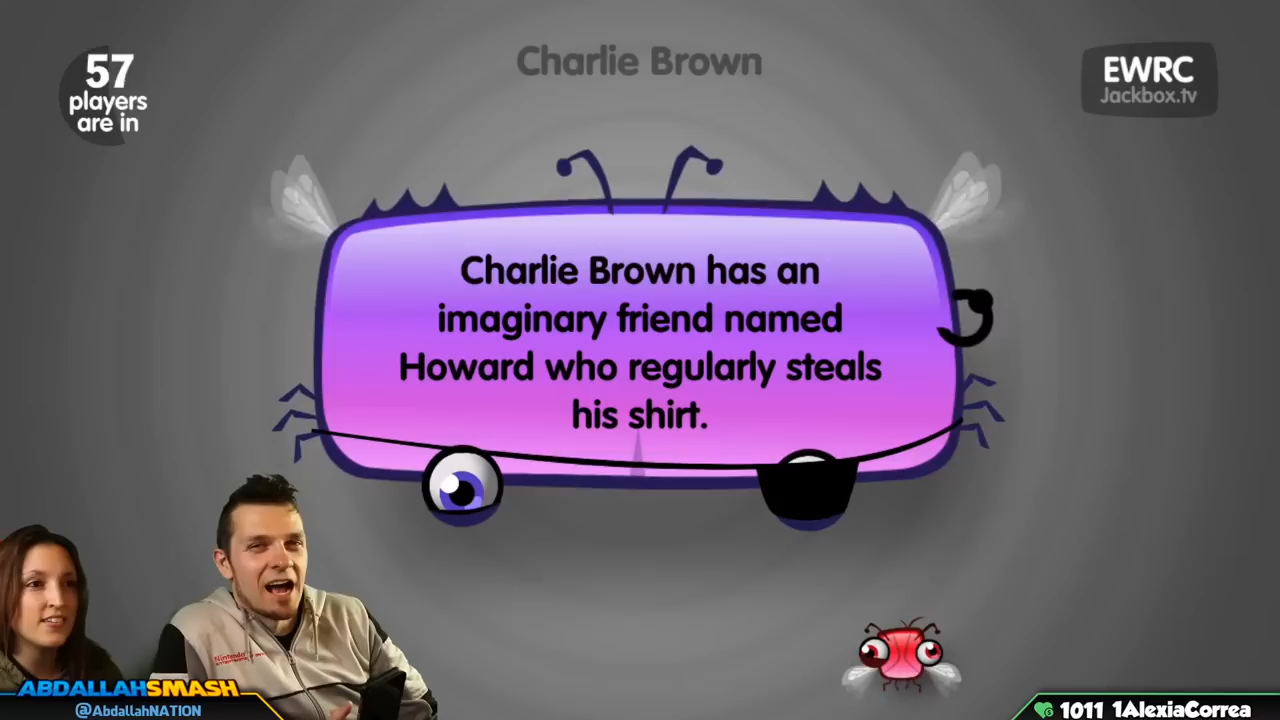 57
players
are in
Charlie Brown
EWRC
Jackbox.tv
Charlie Brown has an
imaginary friend named
Howard who regularly steals
his shirt.
Nintendo
ABDALLAHSMASH
@AbdallahNATION
1011 1AlexiaCorrea